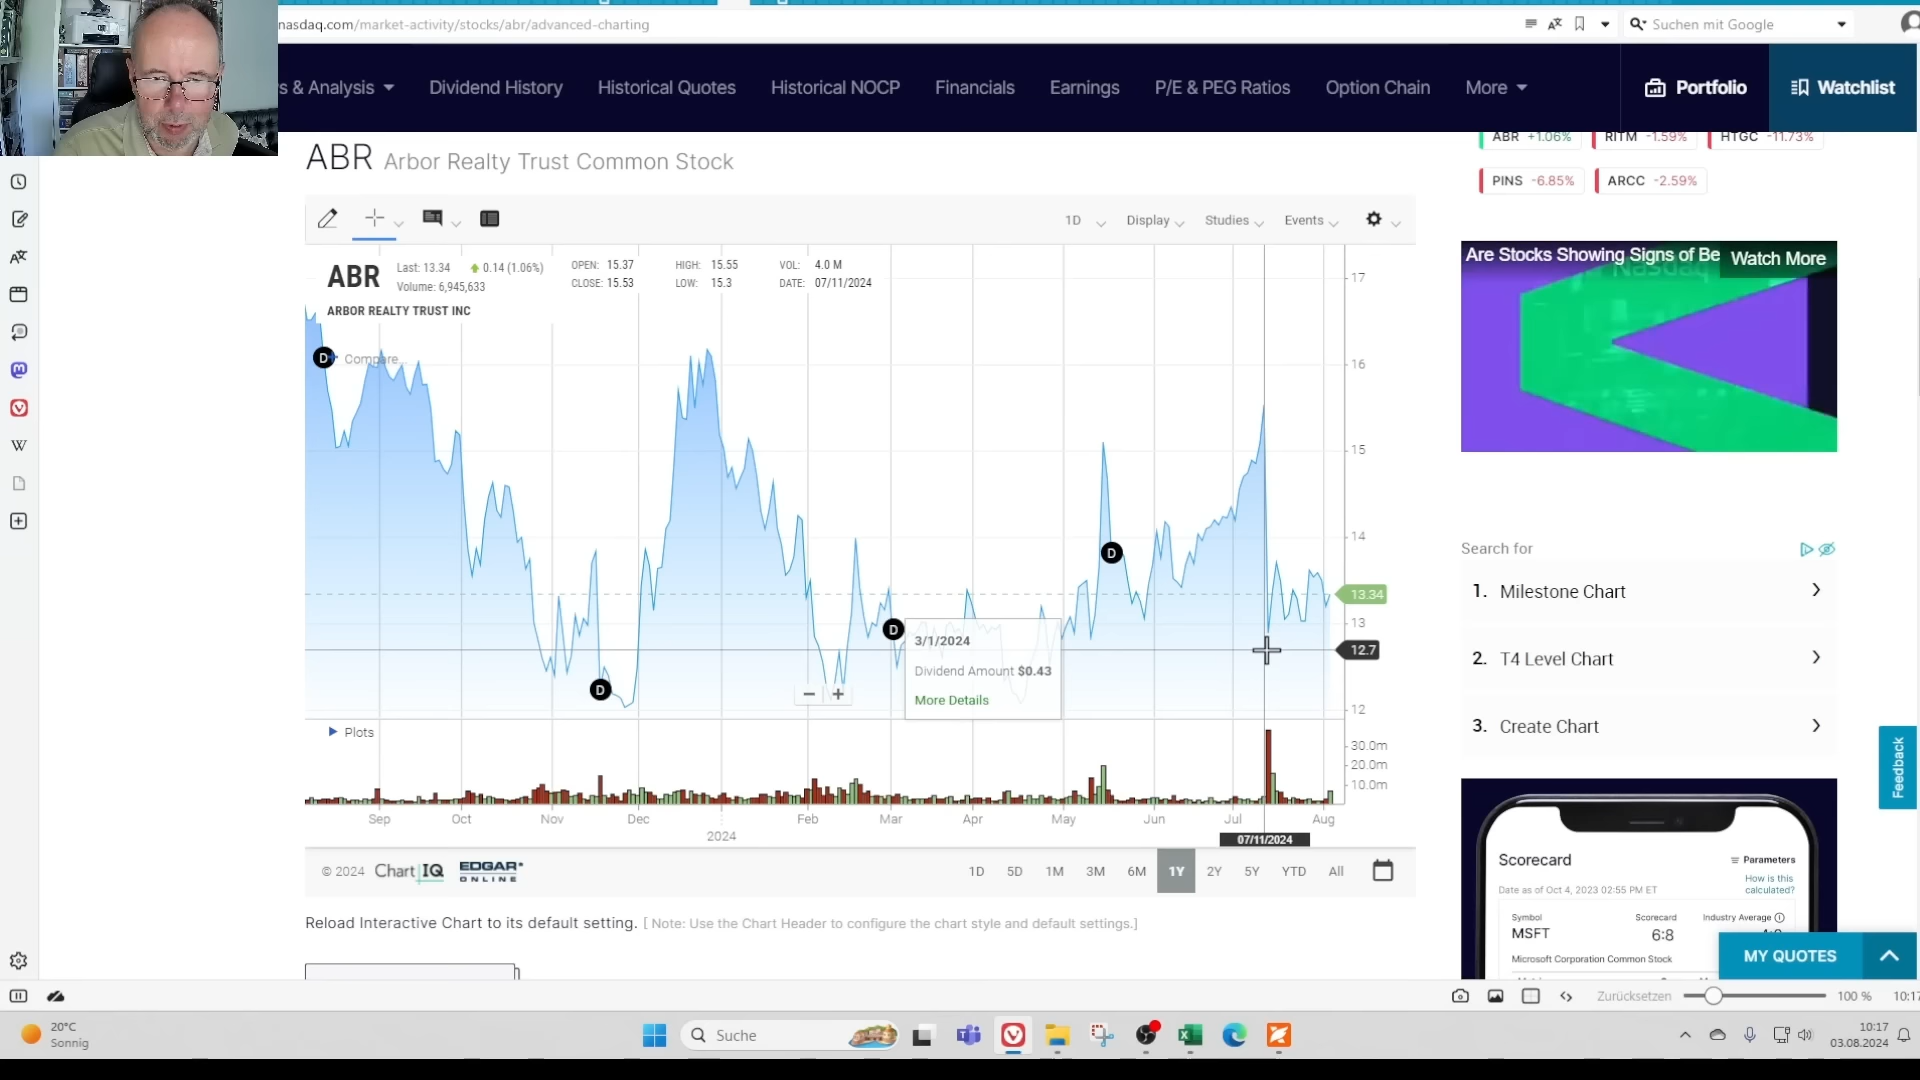 nasdaq.com/market-activity/stocks/abr/advanced-charting
Suchen mit Google
s & Analysis
Dividend History
Historical Quotes
Historical NOCP
Financials
Earnings
P/E & PEG Ratios
Option Chain
More
Portfolio
Watchlist
ABR +1.06%
RITM -1.59%
HTGC -11.73%
PINS -6.85%
ARCC -2.59%
ABR Arbor Realty Trust Common Stock
1D
Display
Studies
Events
ABR
Last: 13.34
0.14 (1.06%)
Volume: 6,945,633
OPEN: 15.37
CLOSE: 15.53
HIGH: 15.55
LOW: 15.3
VOL: 4.0 M
DATE: 07/11/2024
ARBOR REALTY TRUST INC
D
Compare...
17
16
15
14
13.34
13
12.7
12
D
D
D
3/1/2024
Dividend Amount $0.43
More Details
Plots
30.0m
20.0m
10.0m
Sep
Oct
Nov
Dec
2024
Feb
Mar
Apr
May
Jun
Jul
Aug
07/11/2024
© 2024 ChartIQ
EDGAR ONLINE
1D
5D
1M
3M
6M
1Y
2Y
5Y
YTD
All
Reload Interactive Chart to its default setting. [ Note: Use the Chart Header to configure the chart style and default settings.]
Are Stocks Showing Signs of Be
Watch More
Search for
1. Milestone Chart
2. T4 Level Chart
3. Create Chart
Feedback
Scorecard
Parameters
Date as of Oct 4, 2023 02:55 PM ET
How is this
calculated?
Symbol
Scorecard
Industry Average
MSFT
6:8
Microsoft Corporation Common Stock
MY QUOTES
Zurücksetzen
100 %
10:17
20°C
Sonnig
Suche
10:17
03.08.2024